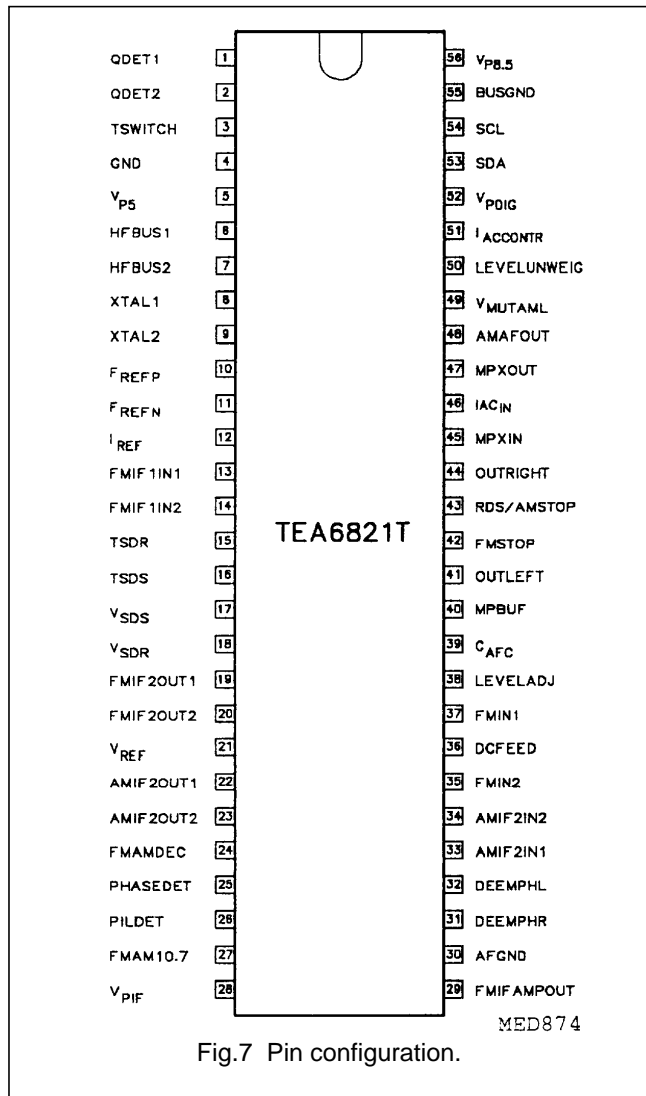 QDET1 1 56 VP8.5
QDET2 2 55 BUSGND
TSWITCH 3 54 SCL
GND 4 53 SDA
VP5 5 52 VPDIG
HFBUS1 6 51 IACCONTR
HFBUS2 7 50 LEVELUNWEIG
XTAL1 8 49 VMUTAML
XTAL2 9 48 AMAFOUT
FREFP 10 47 MPXOUT
FREFN 11 46 IACIN
IREF 12 45 MPXIN
FMIF1IN1 13 44 OUTRIGHT
FMIF1IN2 14 43 RDS/AMSTOP
TEA6821T
TSDR 15 42 FMSTOP
TSDS 16 41 OUTLEFT
VSDS 17 40 MPBUF
VSDR 18 39 CAFC
FMIF2OUT1 19 38 LEVELADJ
FMIF2OUT2 20 37 FMIN1
VREF 21 36 DCFEED
AMIF2OUT1 22 35 FMIN2
AMIF2OUT2 23 34 AMIF2IN2
FMAMDEC 24 33 AMIF2IN1
PHASEDET 25 32 DEEMPHL
PILDET 26 31 DEEMPHR
FMAM10.7 27 30 AFGND
VPIF 28 29 FMIFAMPOUT
MED874
Fig.7 Pin configuration.